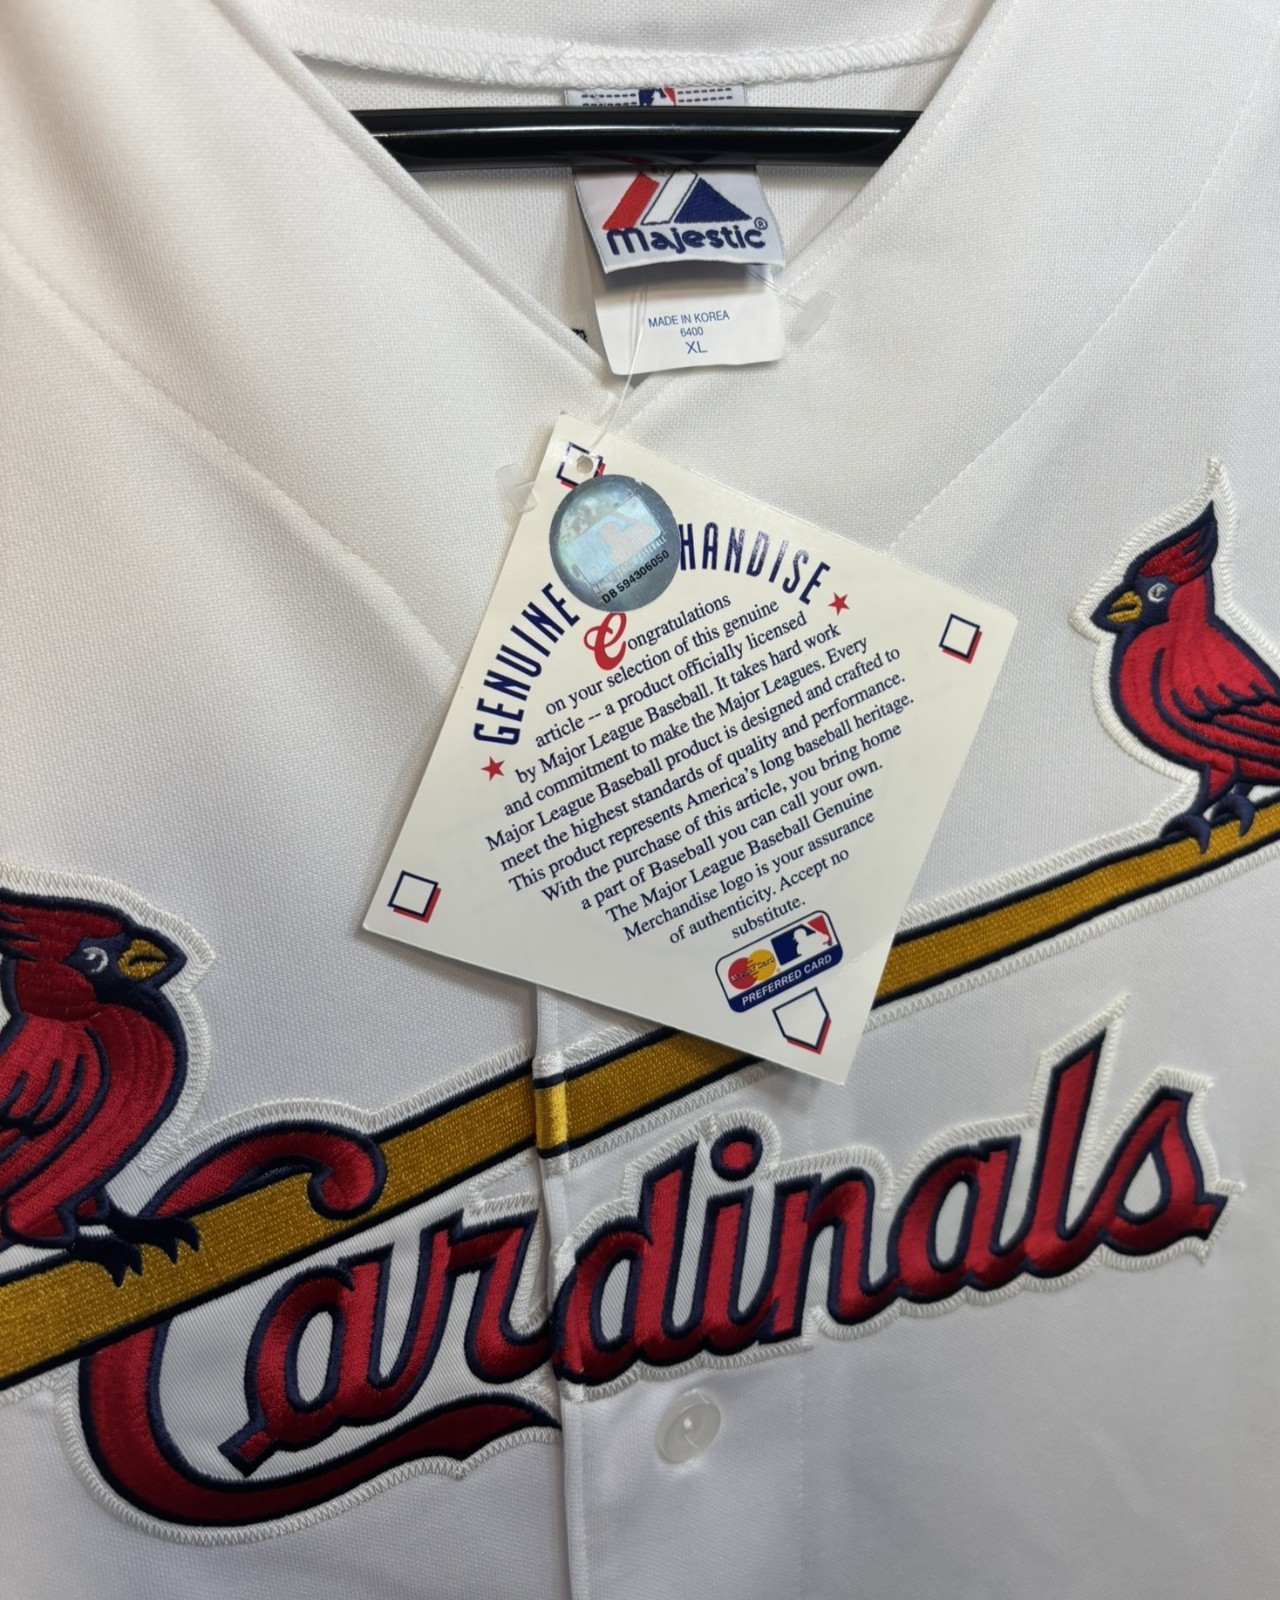 Majestic®
MADE IN KOREA
6400
XL
GENUINE
HANDISE
DB 594306050
Congratulations
on your selection of this genuine
article -- a product officially licensed
by Major League Baseball. It takes hard work
and commitment to make the Major Leagues. Every
Major League Baseball product is designed and crafted to
meet the highest standards of quality and performance.
This product represents America's long baseball heritage.
With the purchase of this article, you bring home
a part of Baseball you can call your own.
The Major League Baseball Genuine
Merchandise logo is your assurance
of authenticity. Accept no
substitute.
MasterCard
PREFERRED CARD
Cardinals